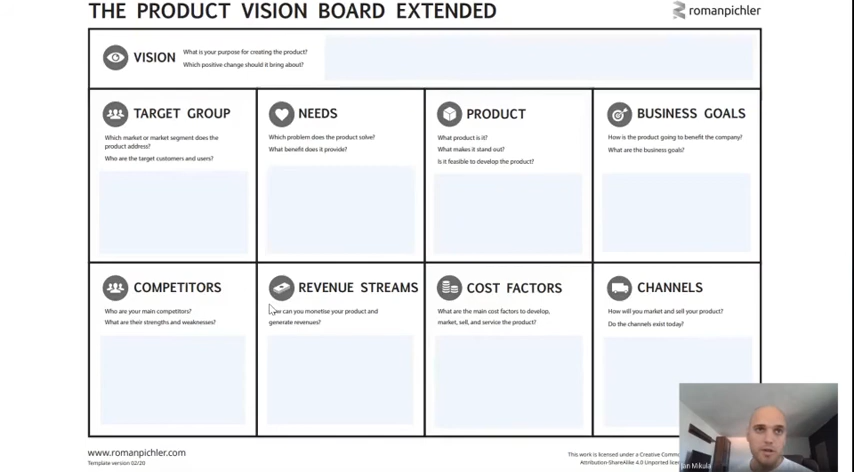 THE PRODUCT VISION BOARD EXTENDED
romanpichler
VISION
What is your purpose for creating the product?
Which positive change should it bring about?
TARGET GROUP
Which market or market segment does the
product address?
Who are the target customers and users?
NEEDS
Which problem does the product solve?
What benefit does it provide?
PRODUCT
What product is it?
What makes it stand out?
Is it feasible to develop the product?
BUSINESS GOALS
How is the product going to benefit the company?
What are the business goals?
COMPETITORS
Who are your main competitors?
What are their strengths and weaknesses?
REVENUE STREAMS
can you monetise your product and
generate revenues?
COST FACTORS
What are the main cost factors to develop,
market, sell, and service the product?
CHANNELS
How will you market and sell your product?
Do the channels exist today?
www.romanpichler.com
Template version 02/20
This work is licensed under a Creative
Attribution-ShareAlike 4.0 Unported
Mikula